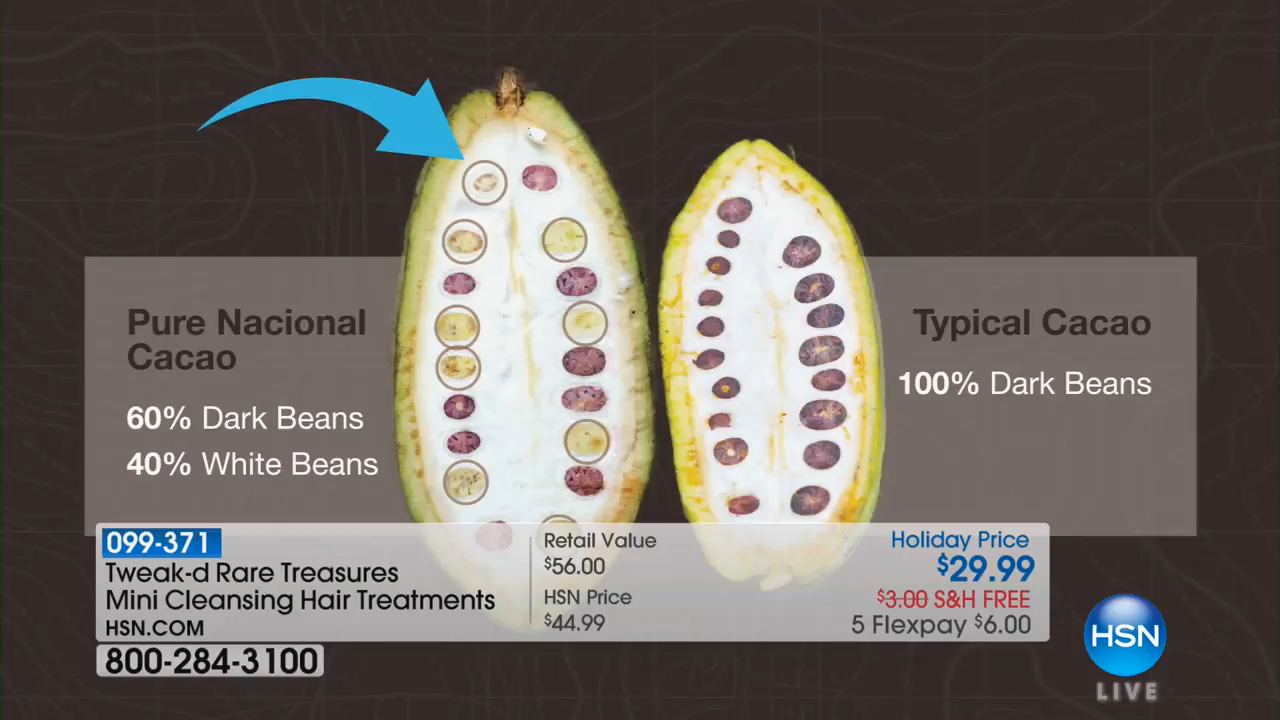 Pure Nacional
Cacao
60% Dark Beans
40% White Beans
Typical Cacao
100% Dark Beans
099-371
Tweak-d Rare Treasures
Mini Cleansing Hair Treatments
HSN.COM
800-284-3100
Retail Value
$56.00
HSN Price
$44.99
Holiday Price
$29.99
$3.00 S&H FREE
5 Flexpay $6.00
HSN
LIVE